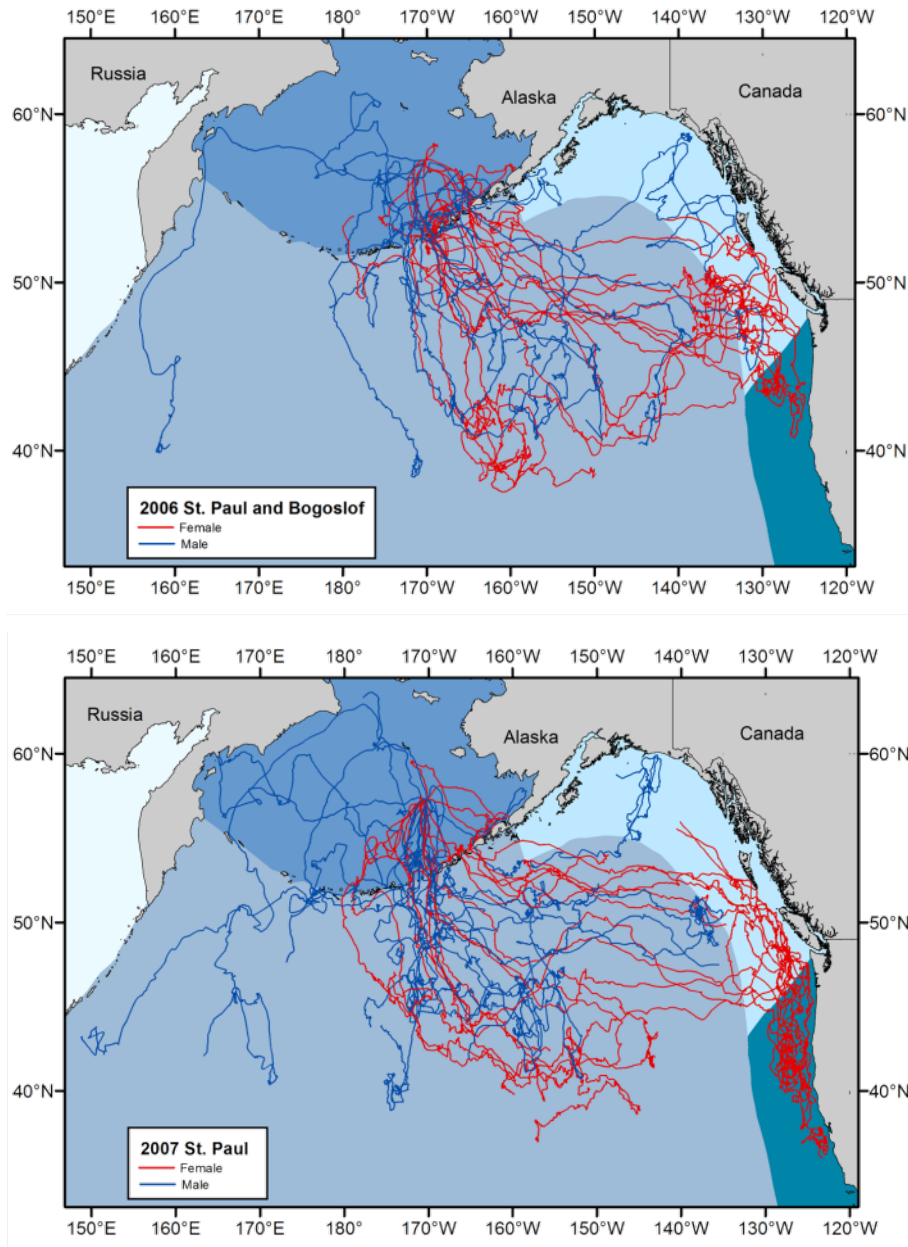 150°E 160°E 170°E 180° 170°W 160°W 150°W 140°W 130°W 120°W
Russia
Alaska
Canada
60°N 60°N
50°N 50°N
40°N 40°N
2006 St. Paul and Bogoslof
Female
Male
150°E 160°E 170°E 180° 170°W 160°W 150°W 140°W 130°W 120°W
150°E 160°E 170°E 180° 170°W 160°W 150°W 140°W 130°W 120°W
Russia
Alaska
Canada
60°N 60°N
50°N 50°N
40°N 40°N
2007 St. Paul
Female
Male
150°E 160°E 170°E 180° 170°W 160°W 150°W 140°W 130°W 120°W